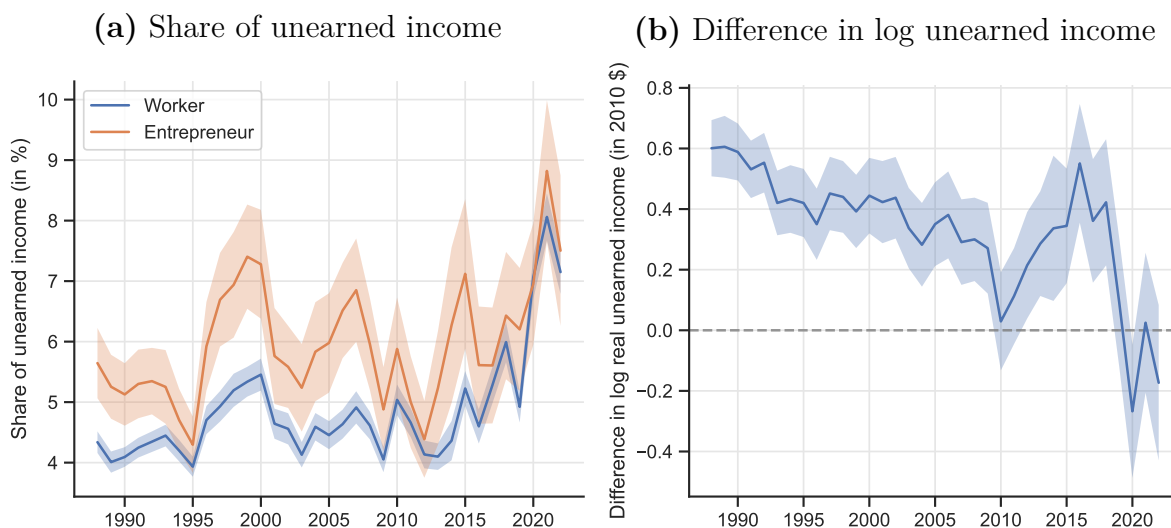 (a) Share of unearned income
Share of unearned income (in %)
10
9
8
7
6
5
4
Worker
Entrepreneur
1990 1995 2000 2005 2010 2015 2020
(b) Difference in log unearned income
Difference in log real unearned income (in 2010 $)
0.8
0.6
0.4
0.2
0.0
−0.2
−0.4
1990 1995 2000 2005 2010 2015 2020